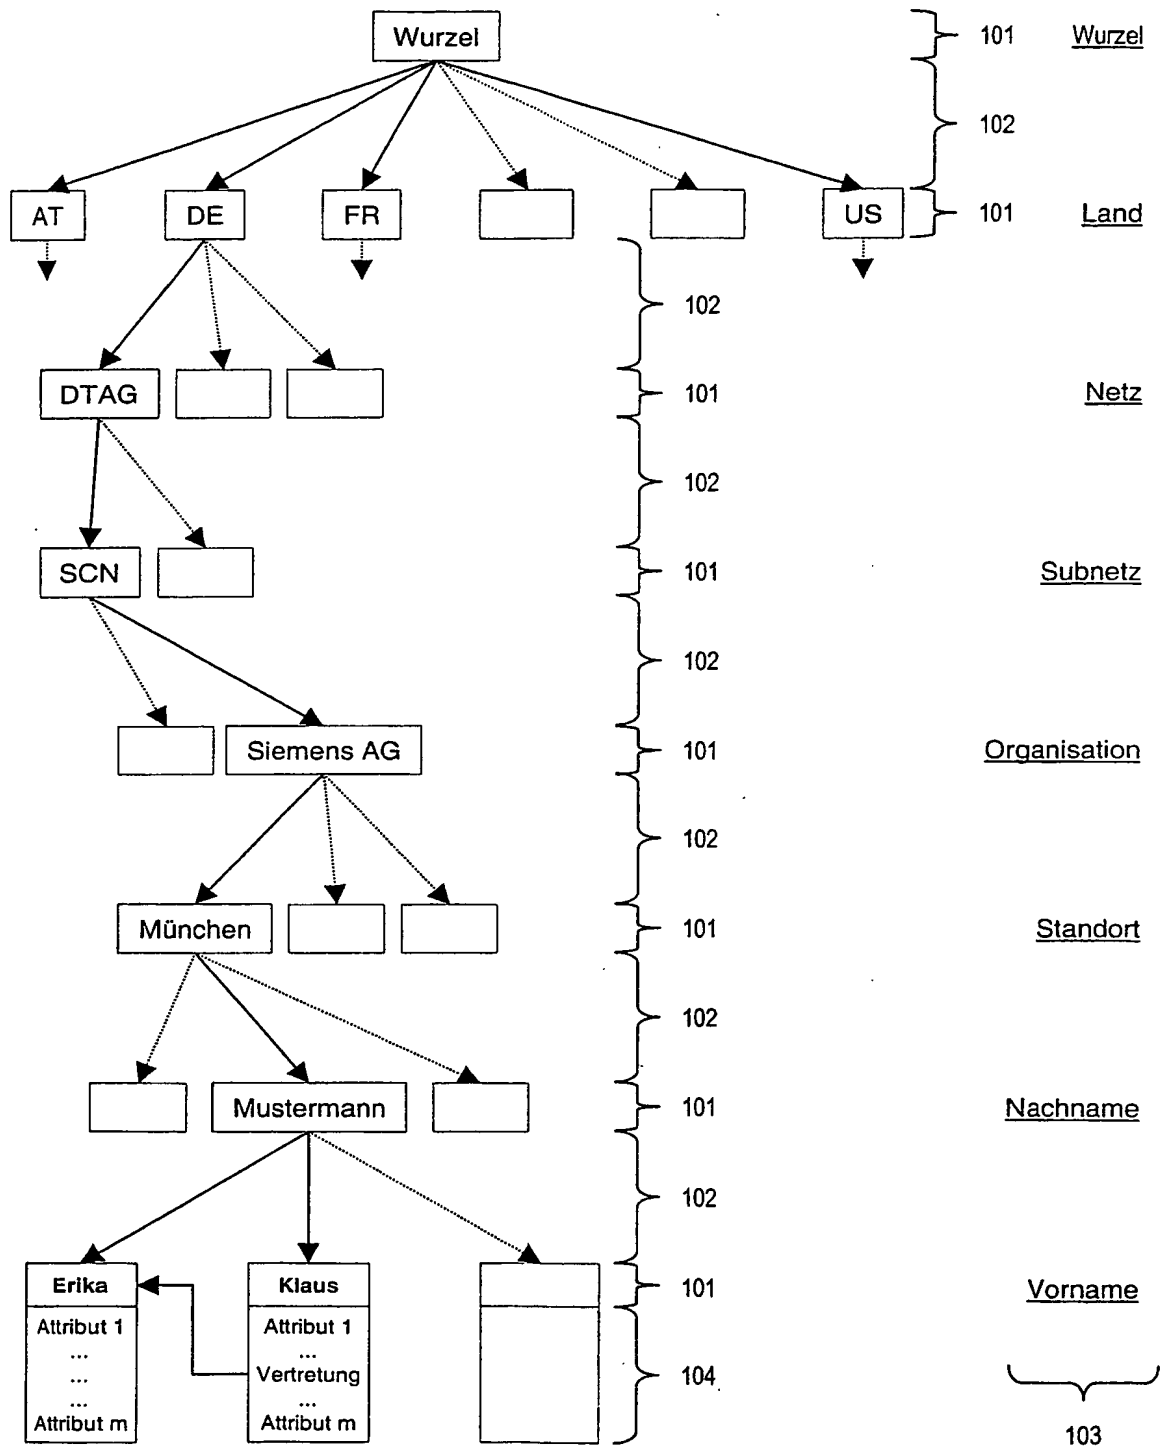 Wurzel 101 Wurzel
102
AT DE FR US 101 Land
102
DTAG 101 Netz
102
SCN 101 Subnetz
102
Siemens AG 101 Organisation
102
München 101 Standort
102
Mustermann 101 Nachname
102
Erika Klaus 101 Vorname
Attribut 1 Attribut 1
... ...
... Vertretung 104
... ...
Attribut m Attribut m
103